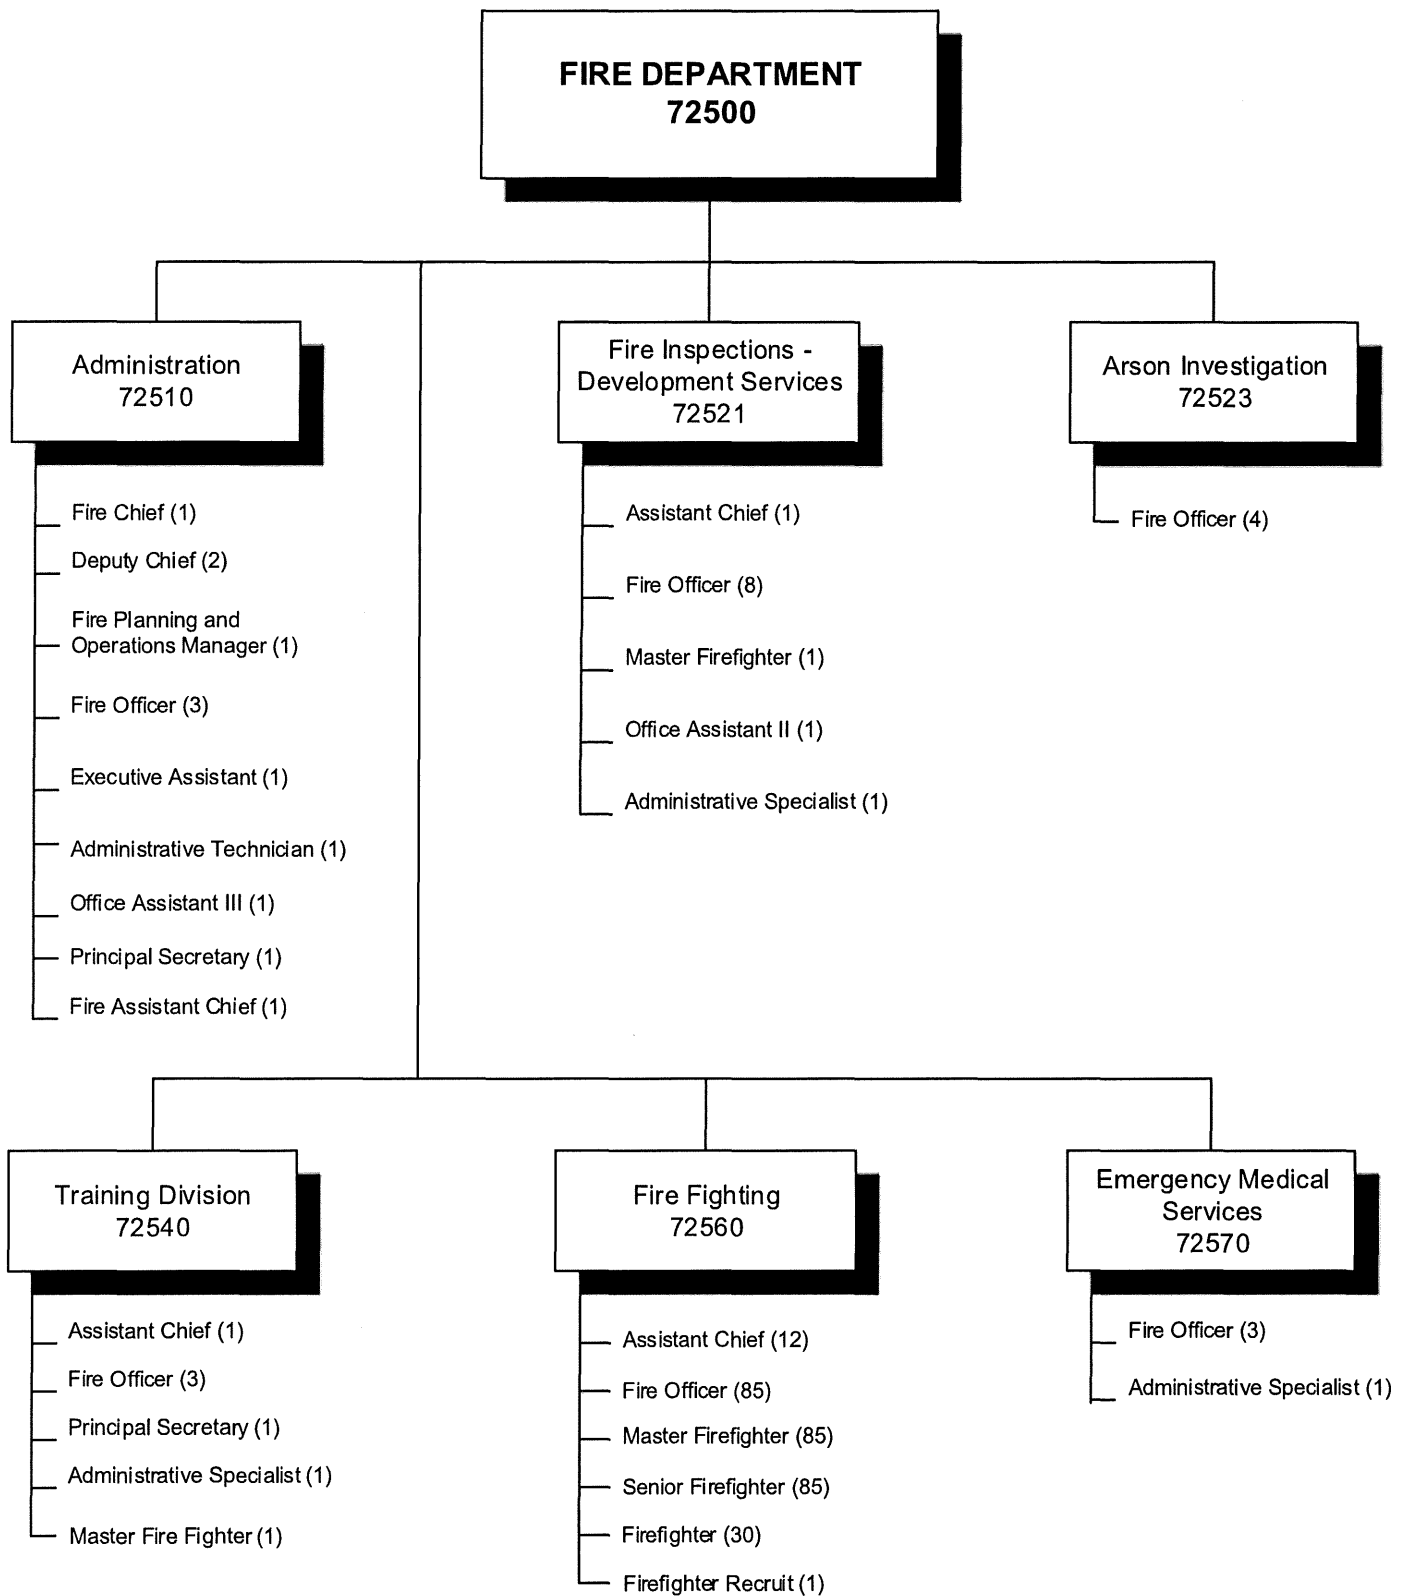 FIRE DEPARTMENT
72500
Administration
72510
Fire Chief (1)
Deputy Chief (2)
Fire Planning and
Operations Manager (1)
Fire Officer (3)
Executive Assistant (1)
Administrative Technician (1)
Office Assistant III (1)
Principal Secretary (1)
Fire Assistant Chief (1)
Fire Inspections -
Development Services
72521
Assistant Chief (1)
Fire Officer (8)
Master Firefighter (1)
Office Assistant II (1)
Administrative Specialist (1)
Arson Investigation
72523
Fire Officer (4)
Training Division
72540
Assistant Chief (1)
Fire Officer (3)
Principal Secretary (1)
Administrative Specialist (1)
Master Fire Fighter (1)
Fire Fighting
72560
Assistant Chief (12)
Fire Officer (85)
Master Firefighter (85)
Senior Firefighter (85)
Firefighter (30)
Firefighter Recruit (1)
Emergency Medical
Services
72570
Fire Officer (3)
Administrative Specialist (1)